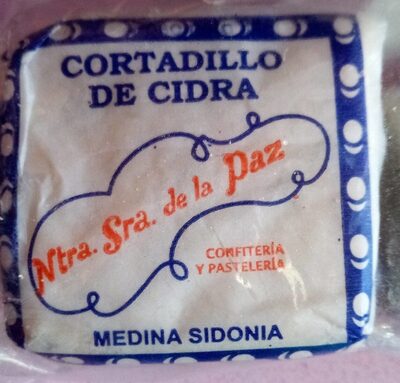 CORTADILLO
DE CIDRA
Ntra. Sra. de la Paz
CONFITERÍA
Y PASTELERÍA
MEDINA SIDONIA